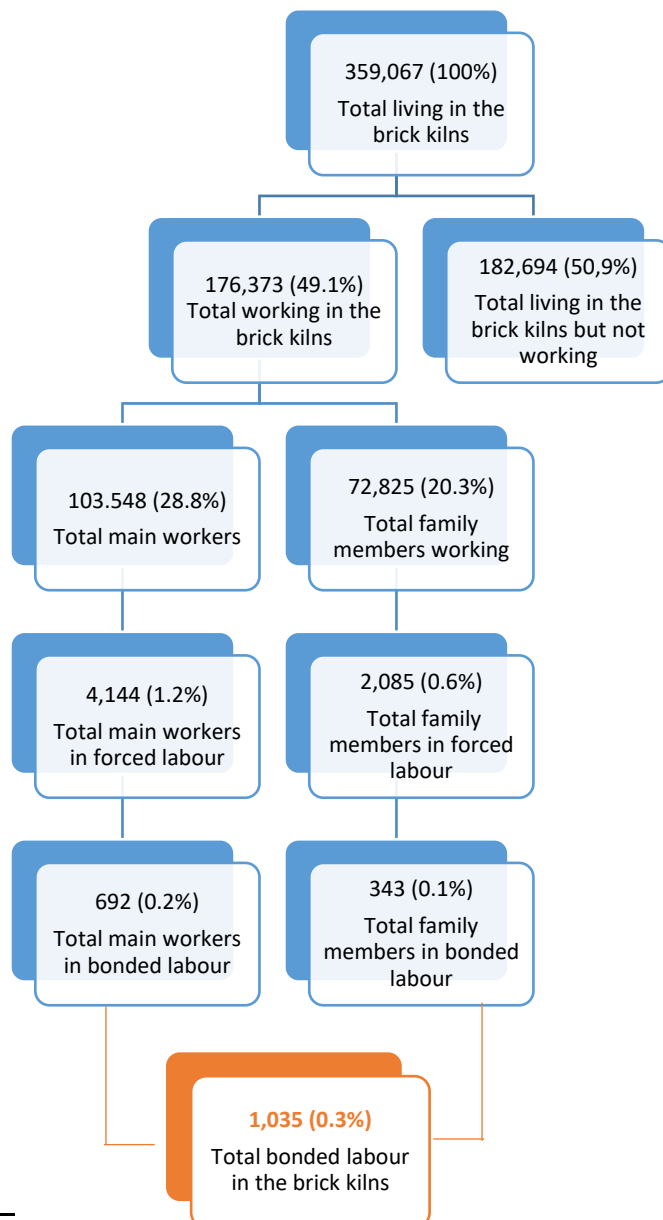 359,067 (100%)
Total living in the
brick kilns
176,373 (49.1%)
Total working in the
brick kilns
182,694 (50,9%)
Total living in the
brick kilns but not
working
103.548 (28.8%)
Total main workers
72,825 (20.3%)
Total family
members working
4,144 (1.2%)
Total main workers
in forced labour
2,085 (0.6%)
Total family
members in forced
labour
692 (0.2%)
Total main workers
in bonded labour
343 (0.1%)
Total family
members in bonded
labour
1,035 (0.3%)
Total bonded labour
in the brick kilns